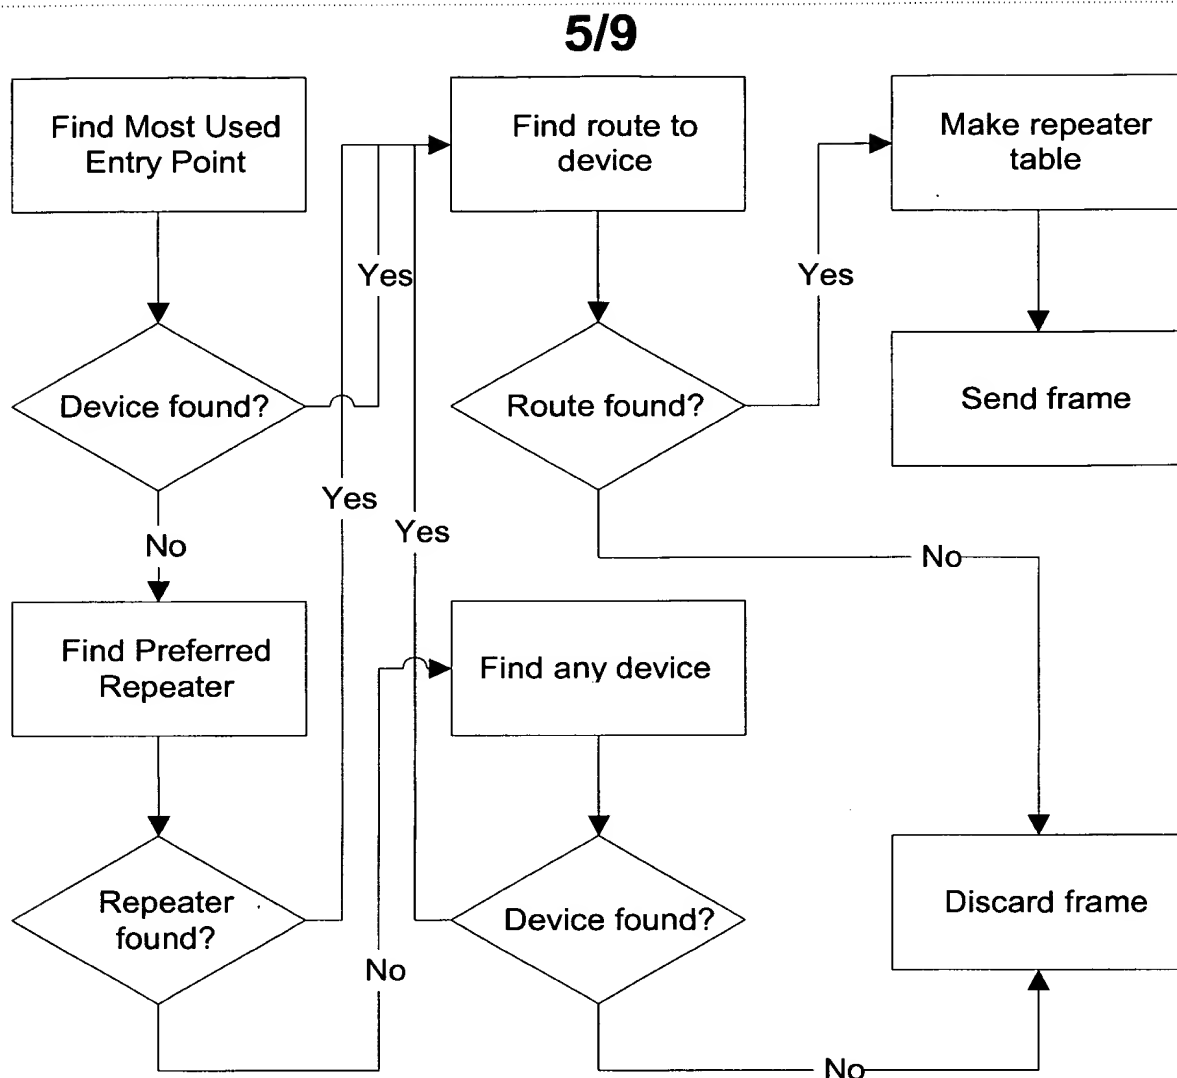 5/9
Find Most Used
Entry Point
Find route to
device
Make repeater
table
Yes
Yes
Device found?
Route found?
Send frame
Yes
Yes
No
No
Find Preferred
Repeater
Find any device
Repeater
found?
Device found?
Discard frame
No
No